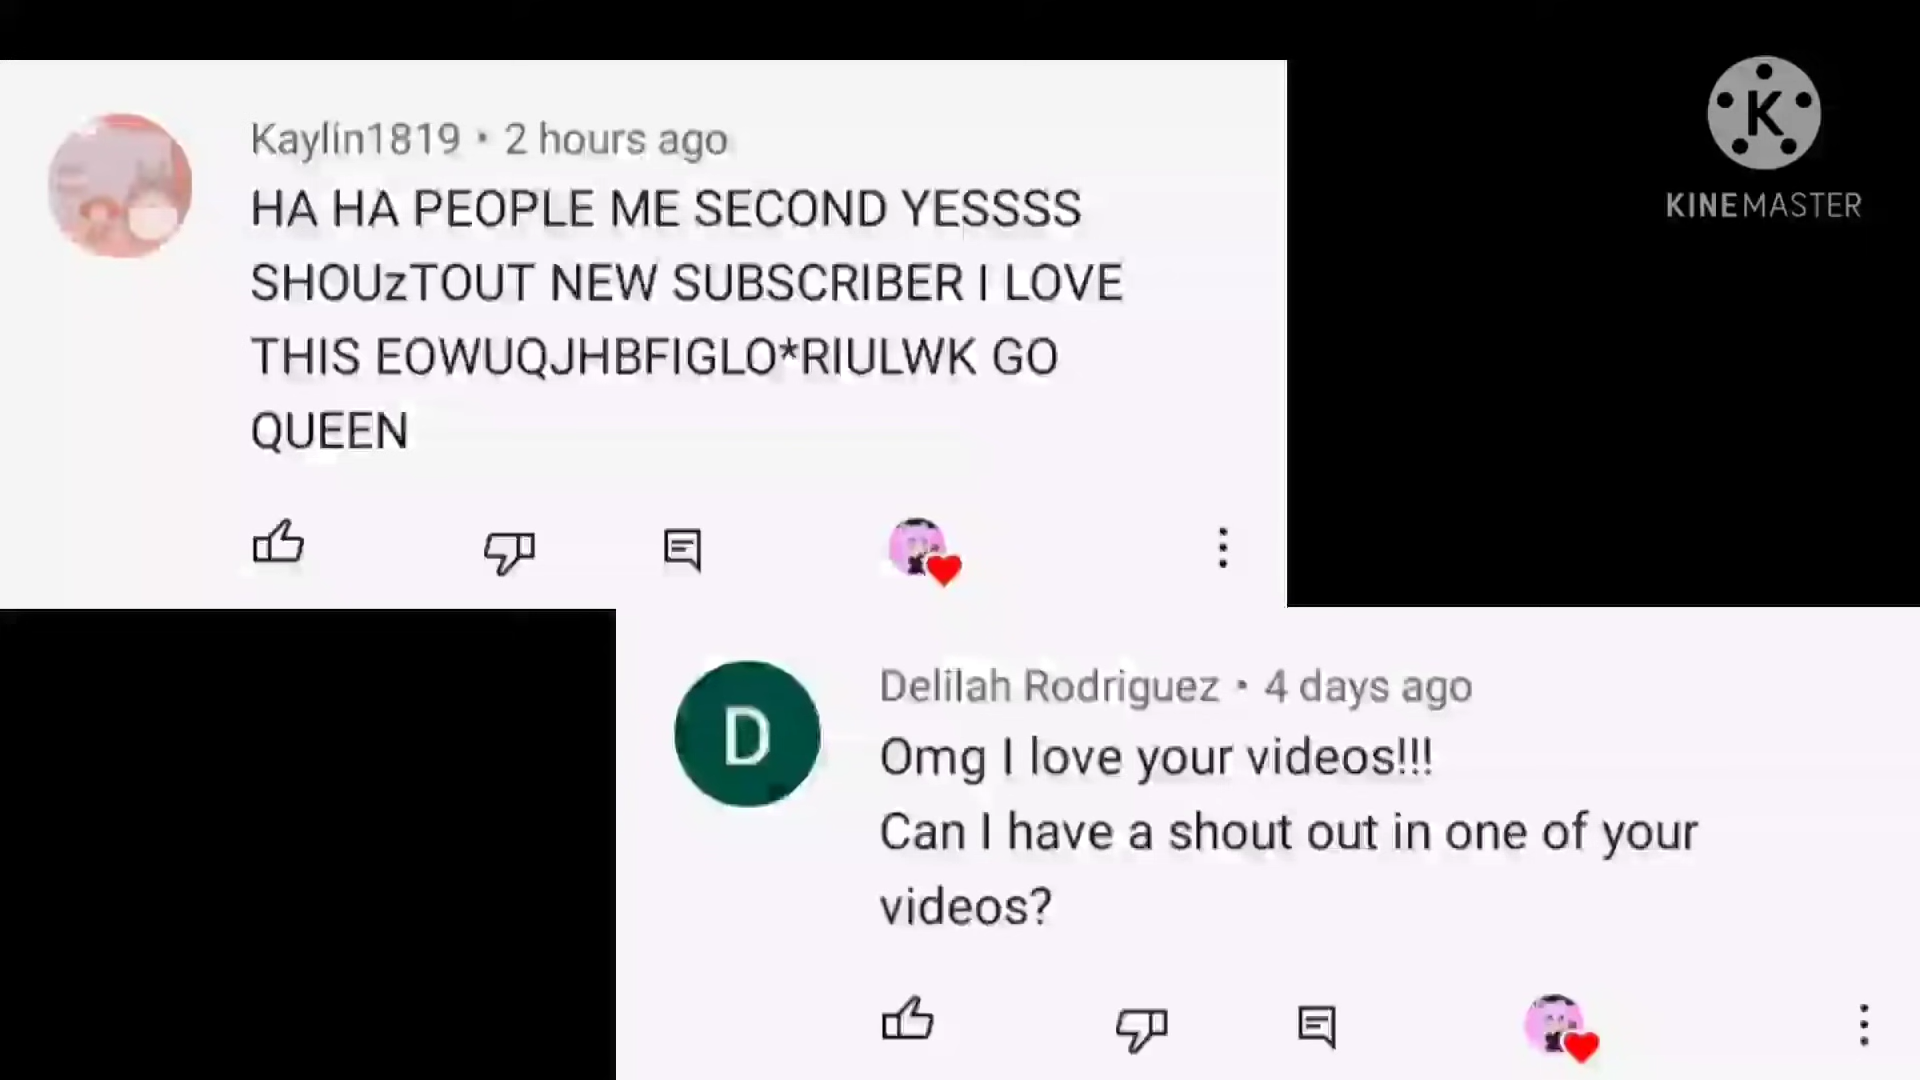 Kaylin1819 • 2 hours ago
HA HA PEOPLE ME SECOND YESSSS
SHOUzTOUT NEW SUBSCRIBER I LOVE
THIS EOWUQJHBFIGLO*RIULWK GO
QUEEN
K
KINEMASTER
D
Delilah Rodriguez • 4 days ago
Omg I love your videos!!!
Can I have a shout out in one of your
videos?